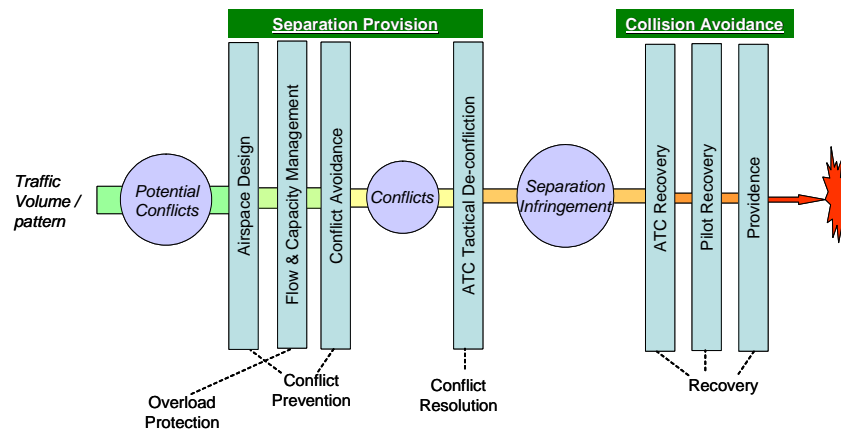 Separation Provision
Collision Avoidance
Traffic
Volume /
pattern
Potential
Conflicts
Airspace Design
Flow & Capacity Management
Conflict Avoidance
Conflicts
ATC Tactical De-confliction
Separation
Infringement
ATC Recovery
Pilot Recovery
Providence
Overload
Protection
Conflict
Prevention
Conflict
Resolution
Recovery